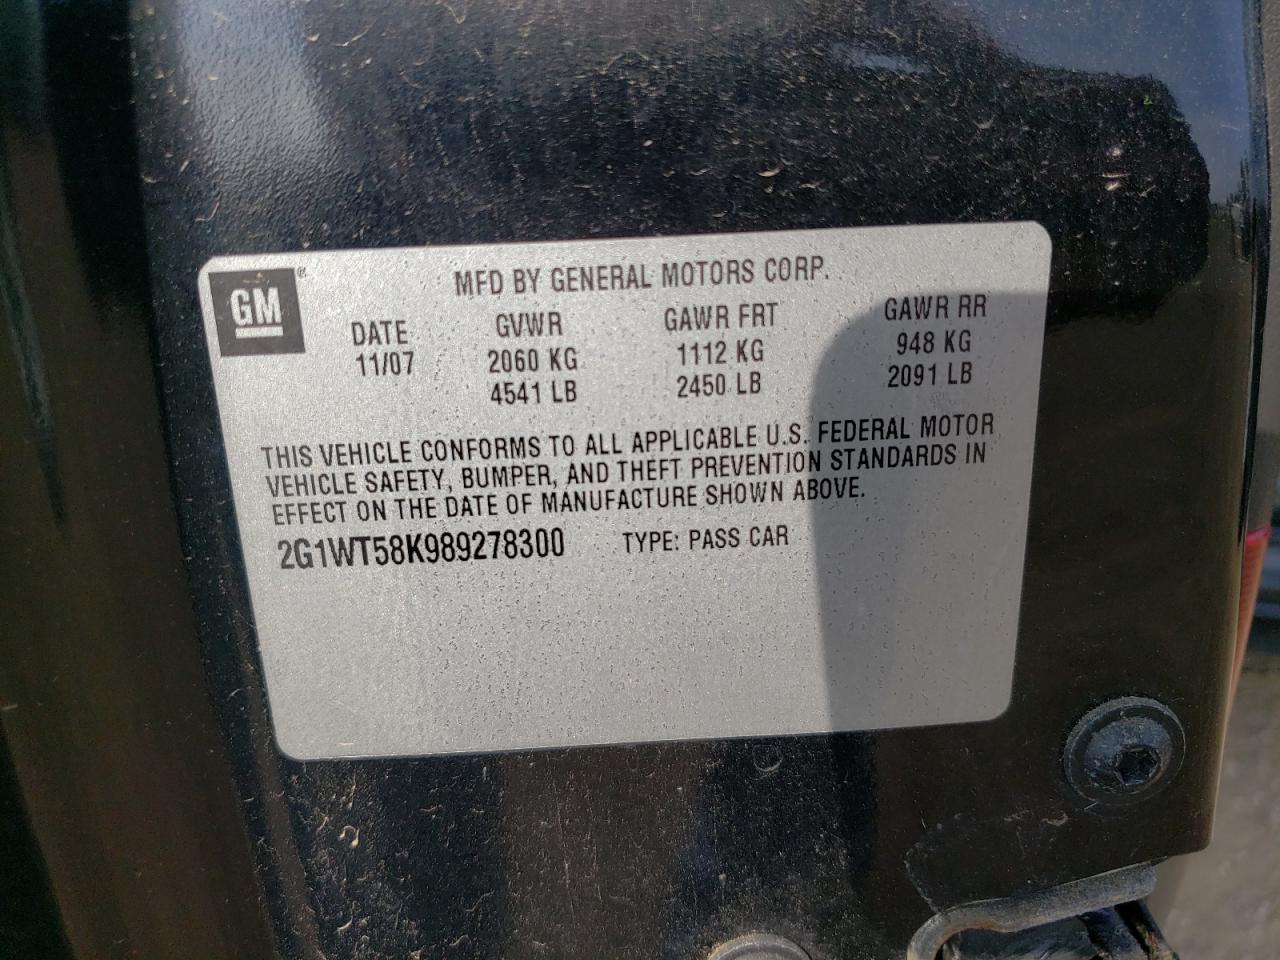 GM ®
MFD BY GENERAL MOTORS CORP.
DATE GVWR GAWR FRT GAWR RR
11/07 2060 KG 1112 KG 948 KG
4541 LB 2450 LB 2091 LB
THIS VEHICLE CONFORMS TO ALL APPLICABLE U.S. FEDERAL MOTOR
VEHICLE SAFETY, BUMPER, AND THEFT PREVENTION STANDARDS IN
EFFECT ON THE DATE OF MANUFACTURE SHOWN ABOVE.
2G1WT58K989278300 TYPE: PASS CAR